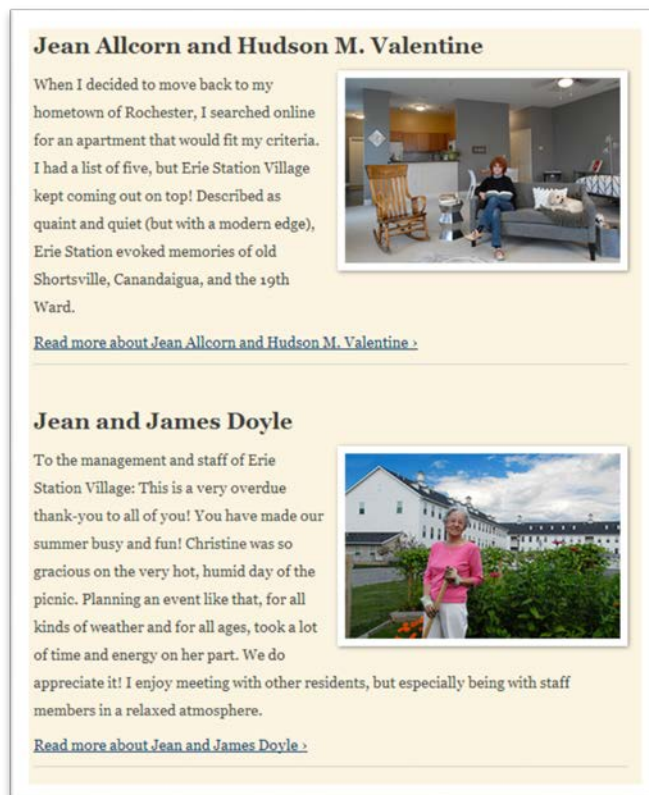 Jean Allcorn and Hudson M. Valentine
When I decided to move back to my
hometown of Rochester, I searched online
for an apartment that would fit my criteria.
I had a list of five, but Erie Station Village
kept coming out on top! Described as
quaint and quiet (but with a modern edge),
Erie Station evoked memories of old
Shortsville, Canandaigua, and the 19th
Ward.
Read more about Jean Allcorn and Hudson M. Valentine ›
Jean and James Doyle
To the management and staff of Erie
Station Village: This is a very overdue
thank-you to all of you! You have made our
summer busy and fun! Christine was so
gracious on the very hot, humid day of the
picnic. Planning an event like that, for all
kinds of weather and for all ages, took a lot
of time and energy on her part. We do
appreciate it! I enjoy meeting with other residents, but especially being with staff
members in a relaxed atmosphere.
Read more about Jean and James Doyle ›